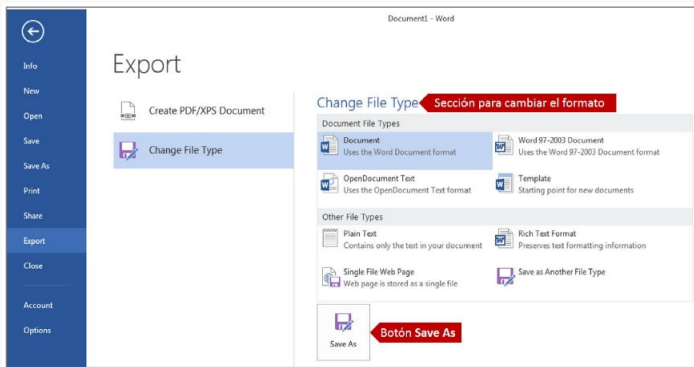 Document1 - Word
Info
New
Open
Save
Save As
Print
Share
Export
Close
Account
Options
Export
Create PDF/XPS Document
Change File Type
Change File Type
Sección para cambiar el formato
Document File Types
Document
Uses the Word Document format
Word 97-2003 Document
Uses the Word 97-2003 Document format
OpenDocument Text
Uses the OpenDocument Text format
Template
Starting point for new documents
Other File Types
Plain Text
Contains only the text in your document
Rich Text Format
Preserves text formatting information
Single File Web Page
Web page is stored as a single file
Save as Another File Type
Save As
Botón Save As